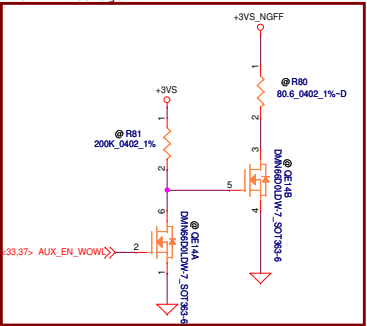 +3VS_NGFF
1
@ R80
80.6_0402_1%~D
2
+3VS
1
@ R81
200K_0402_1%
2
3
5
4
@ QE14B
DMN66D0LDW-7_SOT363-6
6
<33,37> AUX_EN_WOWL
2
1
@ QE14A
DMN66D0LDW-7_SOT363-6